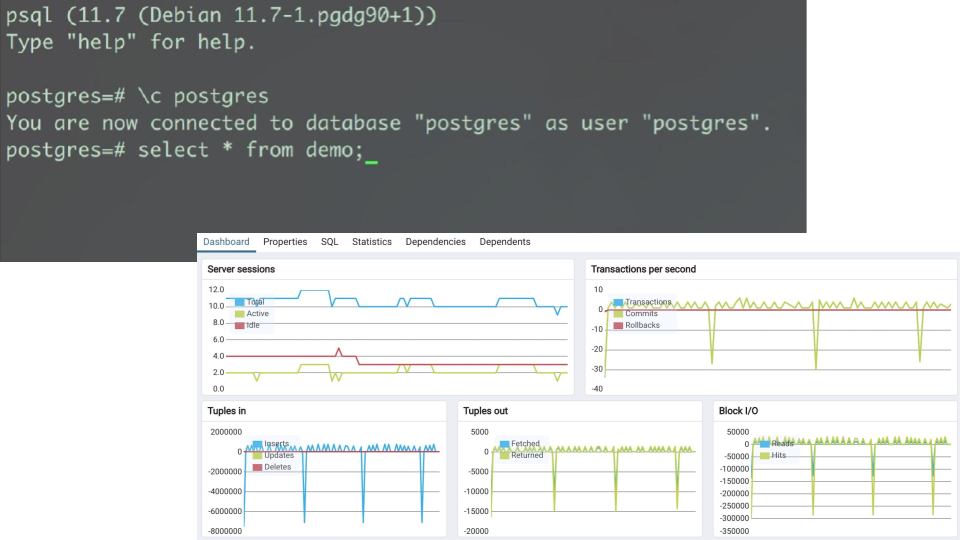 psql (11.7 (Debian 11.7-1.pgdg90+1))
Type "help" for help.
postgres=# \c postgres
You are now connected to database "postgres" as user "postgres".
postgres=# select * from demo;
Dashboard Properties SQL Statistics Dependencies Dependents
Server sessions
12.0
10.0
8.0
6.0
4.0
2.0
0.0
Total
Active
Idle
Transactions per second
10
0
-10
-20
-30
-40
Transactions
Commits
Rollbacks
Tuples in
2000000
0
-2000000
-4000000
-6000000
-8000000
Inserts
Updates
Deletes
Tuples out
5000
0
-5000
-10000
-15000
-20000
Fetched
Returned
Block I/O
50000
0
-50000
-100000
-150000
-200000
-250000
-300000
-350000
Reads
Hits